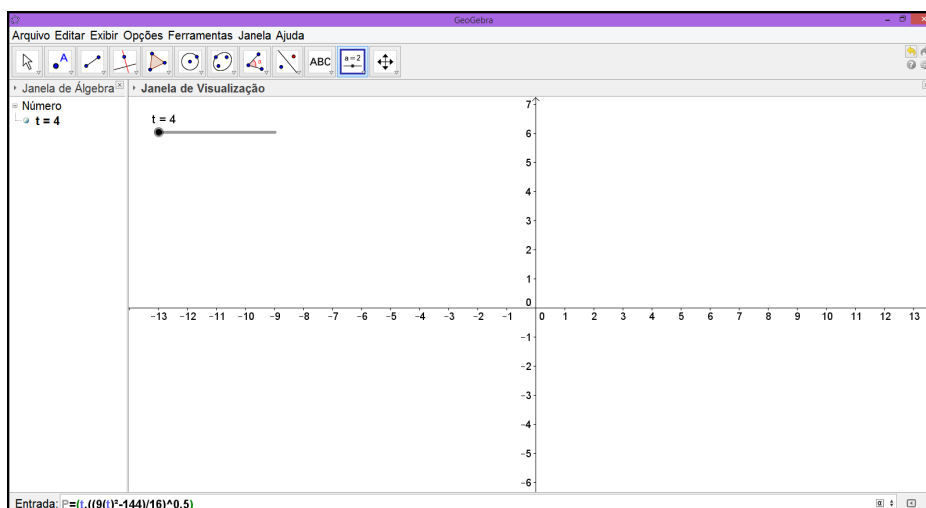 GeoGebra
Arquivo Editar Exibir Opções Ferramentas Janela Ajuda
A
α
ABC
a=2
Janela de Álgebra
Janela de Visualização
Número
t = 4
t = 4
7
6
5
4
3
2
1
0
−13 −12 −11 −10 −9 −8 −7 −6 −5 −4 −3 −2 −1 0 1 2 3 4 5 6 7 8 9 10 11 12 13
−1
−2
−3
−4
−5
−6
Entrada: P=(t,((9(t)²-144)/16)^0.5)
α